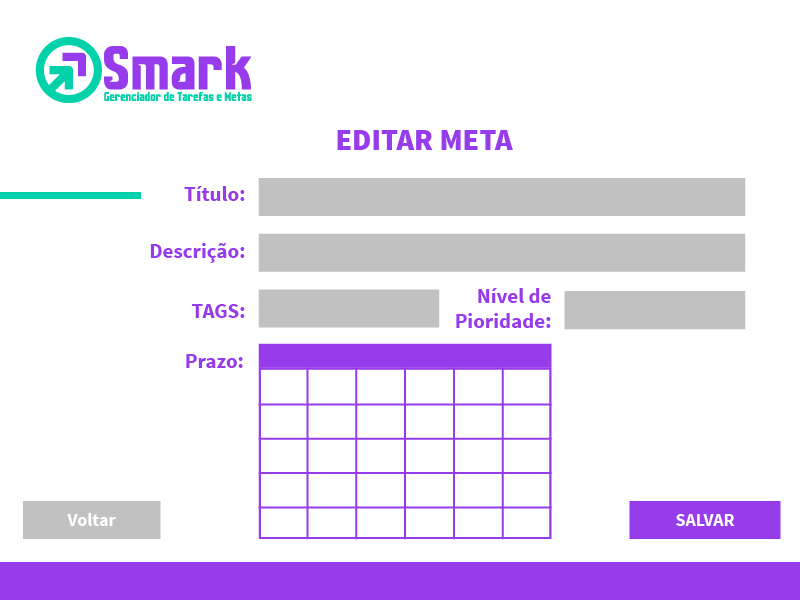 Smark
Gerenciador de Tarefas e Metas
EDITAR META
Título:
Descrição:
TAGS:
Nível de
Pioridade:
Prazo:
Voltar
SALVAR